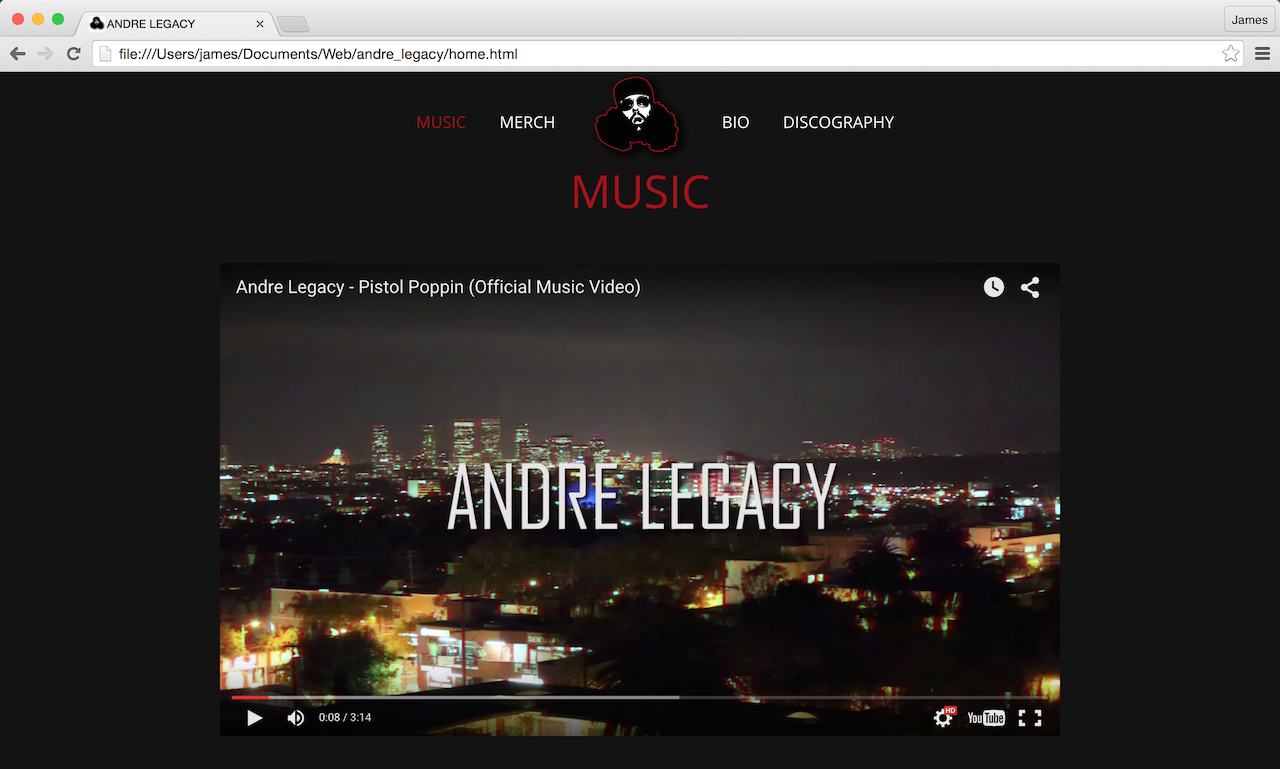 ANDRE LEGACY
James
file:///Users/james/Documents/Web/andre_legacy/home.html
MUSIC MERCH BIO DISCOGRAPHY
MUSIC
Andre Legacy - Pistol Poppin (Official Music Video)
ANDRE LEGACY
0:08 / 3:14
HD
YouTube